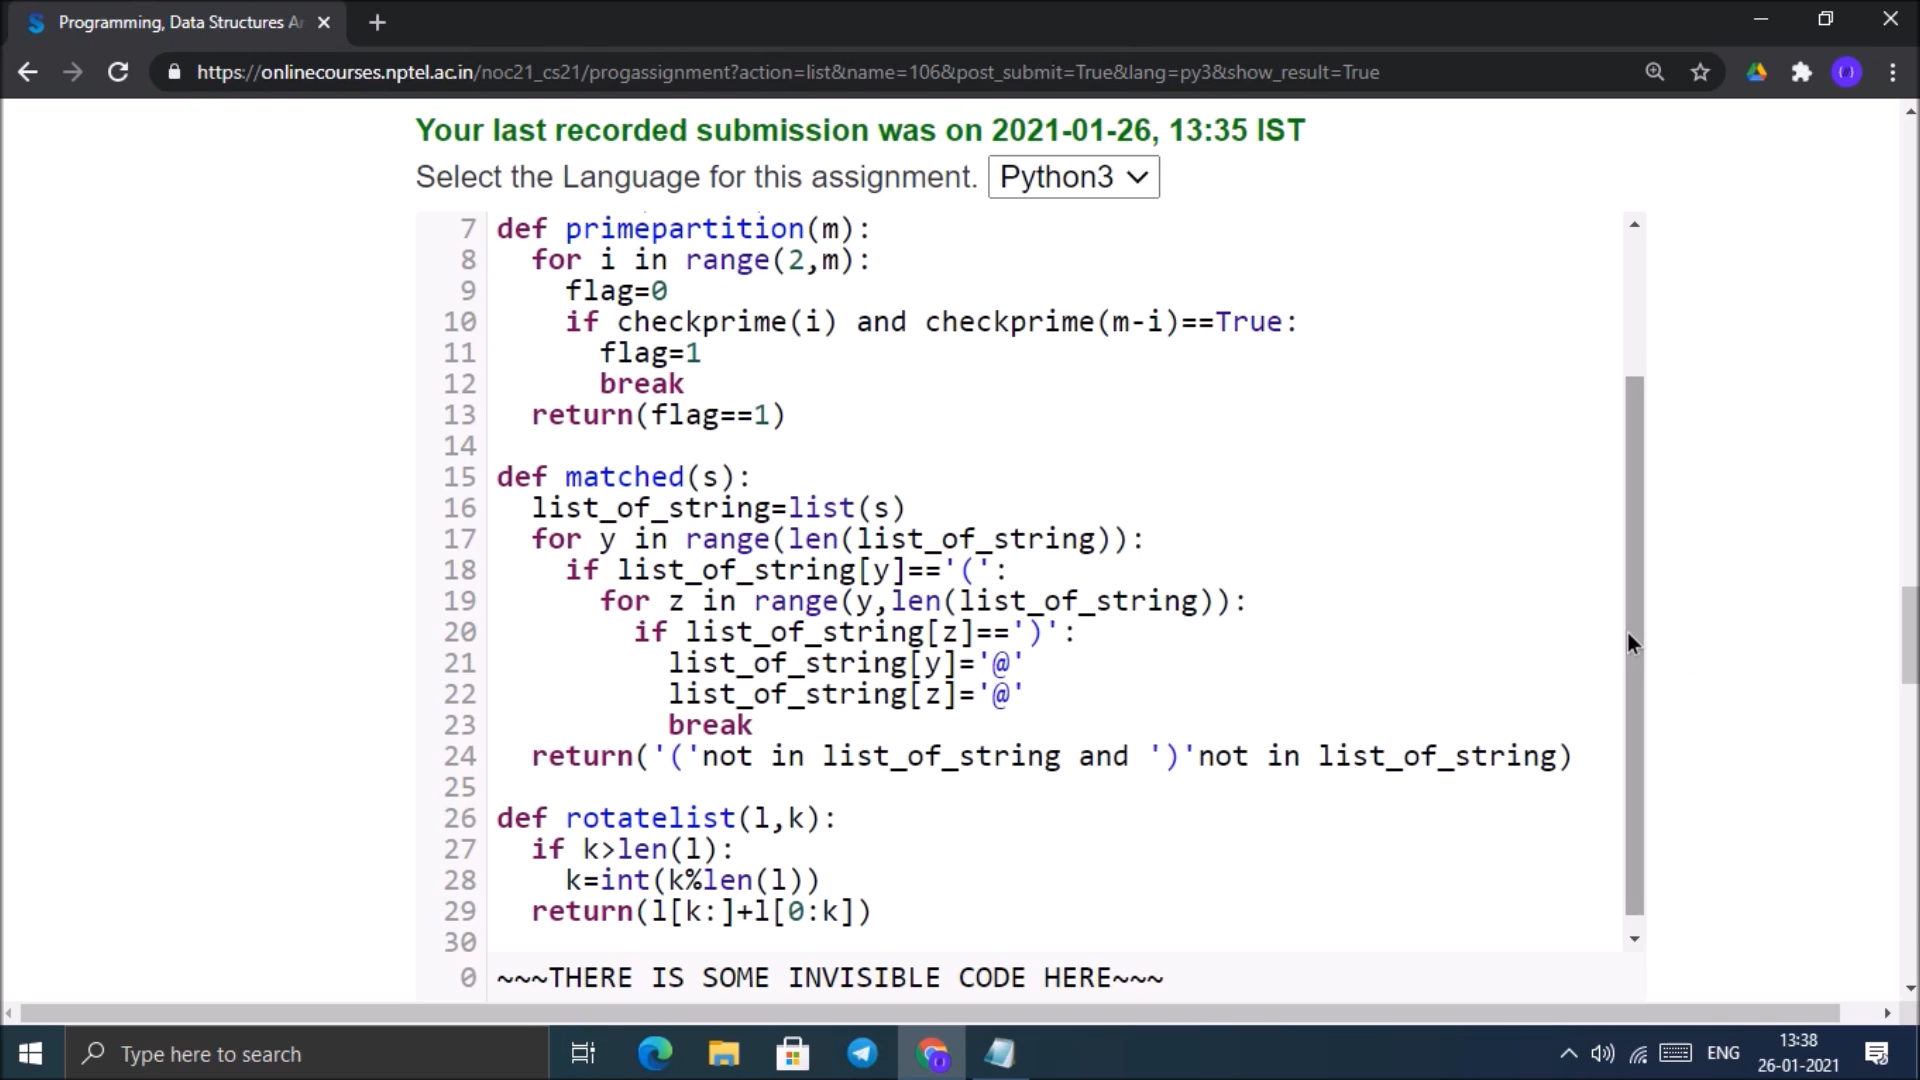 Programming, Data Structures Ar
https://onlinecourses.nptel.ac.in/noc21_cs21/progassignment?action=list&name=106&post_submit=True&lang=py3&show_result=True
Your last recorded submission was on 2021-01-26, 13:35 IST
Select the Language for this assignment. Python3
7 def primepartition(m):
8   for i in range(2,m):
9     flag=0
10     if checkprime(i) and checkprime(m-i)==True:
11       flag=1
12       break
13   return(flag==1)
14
15 def matched(s):
16   list_of_string=list(s)
17   for y in range(len(list_of_string)):
18     if list_of_string[y]=='(':
19       for z in range(y,len(list_of_string)):
20         if list_of_string[z]==')':
21           list_of_string[y]='@'
22           list_of_string[z]='@'
23           break
24   return('('not in list_of_string and ')'not in list_of_string)
25
26 def rotatelist(l,k):
27   if k>len(l):
28     k=int(k%len(l))
29   return(l[k:]+l[0:k])
30
0 ~~~THERE IS SOME INVISIBLE CODE HERE~~~
Type here to search
ENG
13:38
26-01-2021